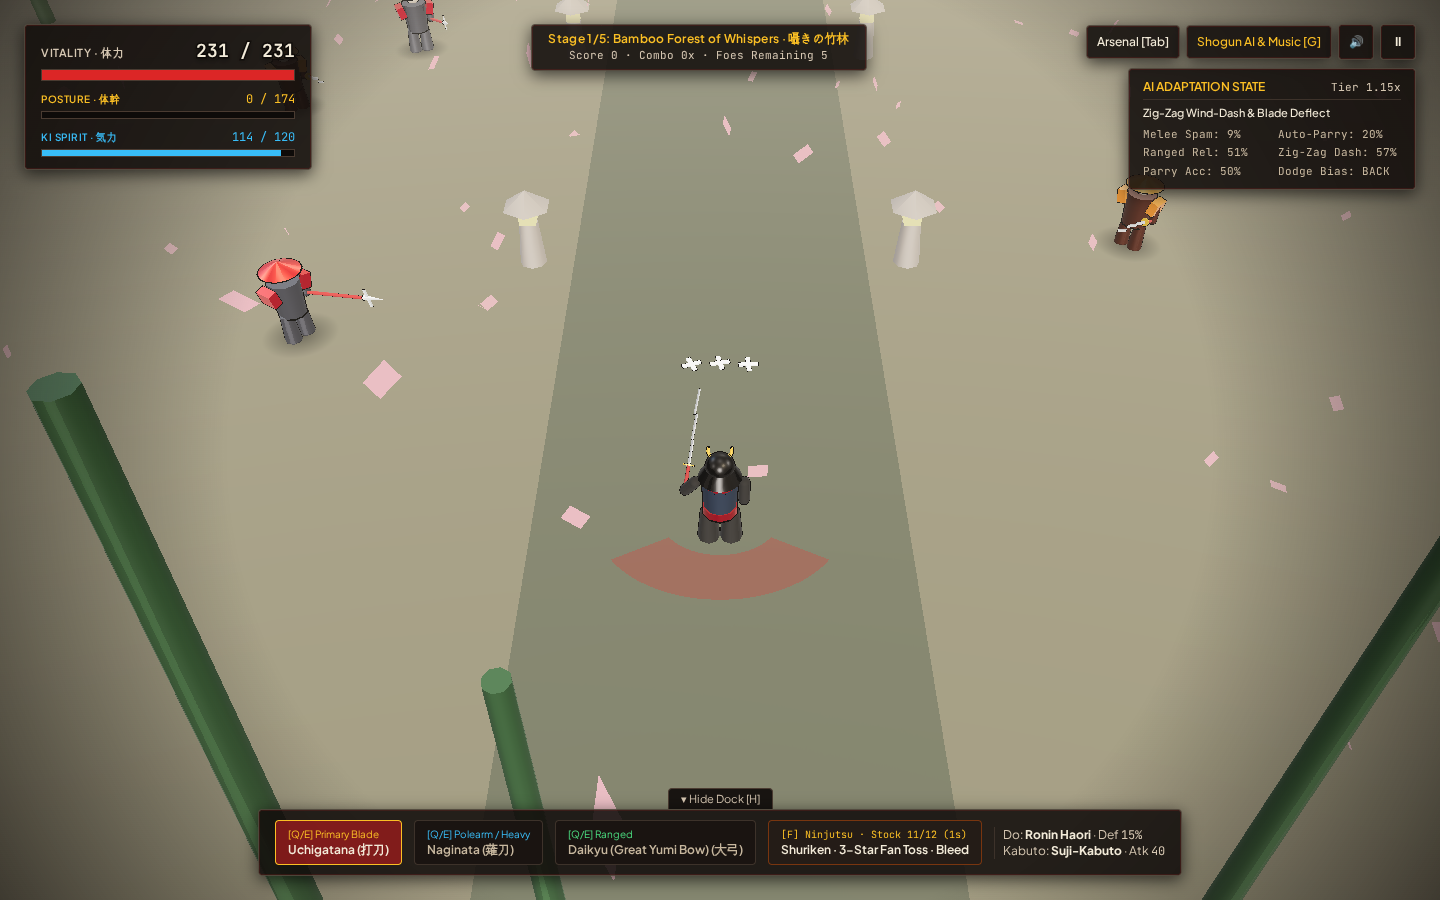 VITALITY · 体力 231 / 231
POSTURE · 体幹 0 / 174
KI SPIRIT · 気力 114 / 120
Stage 1/5: Bamboo Forest of Whispers · 囁きの竹林
Score 0 · Combo 0x · Foes Remaining 5
Arsenal [Tab]
Shogun AI & Music [G]
AI ADAPTATION STATE Tier 1.15x
Zig-Zag Wind-Dash & Blade Deflect
Melee Spam: 9% Auto-Parry: 20%
Ranged Rel: 51% Zig-Zag Dash: 57%
Parry Acc: 50% Dodge Bias: BACK
▾ Hide Dock [H]
[Q/E] Primary Blade
Uchigatana (打刀)
[Q/E] Polearm / Heavy
Naginata (薙刀)
[Q/E] Ranged
Daikyu (Great Yumi Bow) (大弓)
[F] Ninjutsu · Stock 11/12 (1s)
Shuriken · 3-Star Fan Toss · Bleed
Do: Ronin Haori · Def 15%
Kabuto: Suji-Kabuto · Atk 40